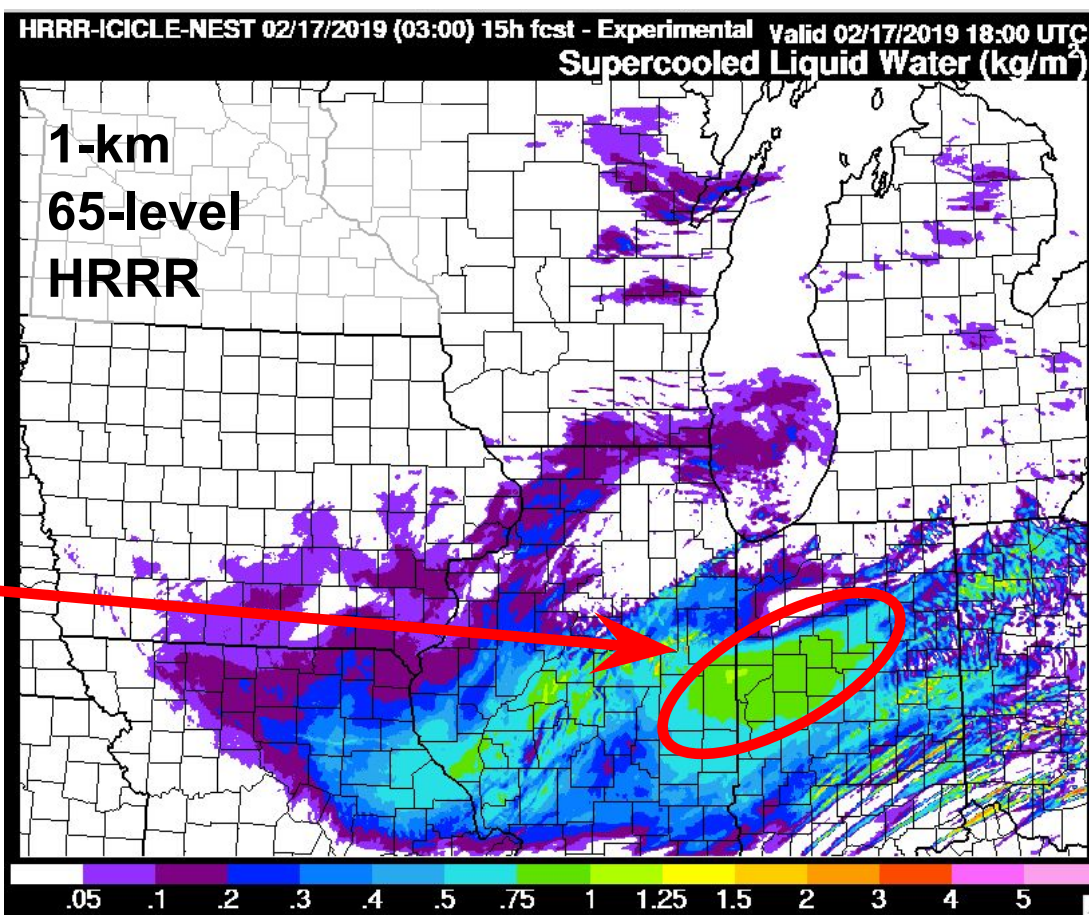 HRRR-ICICLE-NEST 02/17/2019 (03:00) 15h fcst - Experimental Valid 02/17/2019 18:00 UTC
Supercooled Liquid Water (kg/m²)
1-km
65-level
HRRR
.05 .1 .2 .3 .4 .5 .75 1 1.25 1.5 2 3 4 5